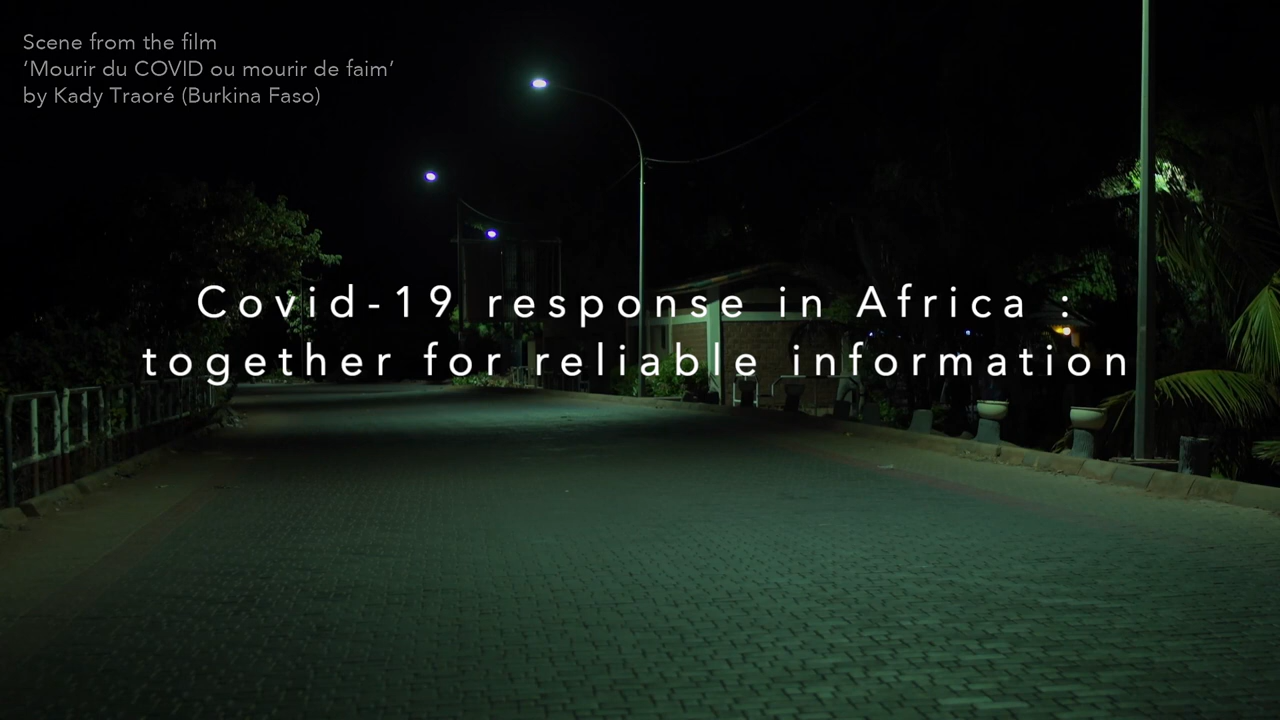 Scene from the film
‘Mourir du COVID ou mourir de faim’
by Kady Traoré (Burkina Faso)
Covid-19 response in Africa :
together for reliable information